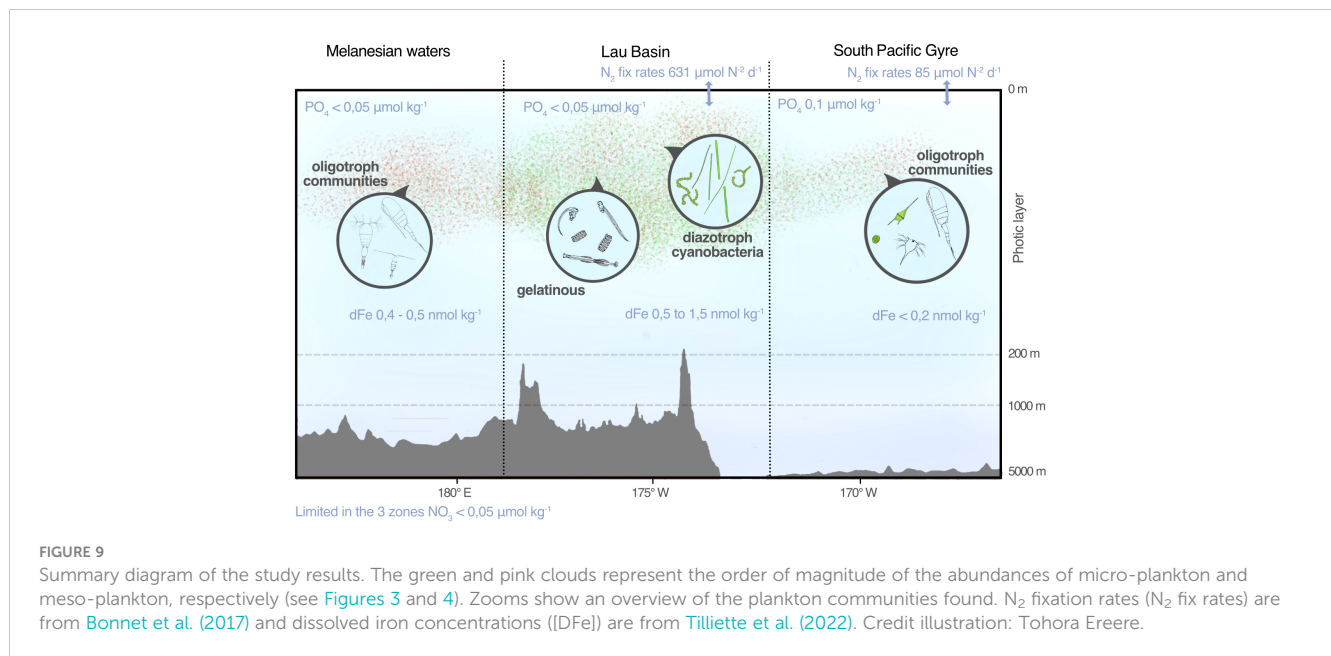 Melanesian waters
Lau Basin
South Pacific Gyre
N₂ fix rates 631 µmol N⁻² d⁻¹
N₂ fix rates 85 µmol N⁻² d⁻¹
0 m
PO₄ < 0,05 µmol kg⁻¹
PO₄ < 0,05 µmol kg⁻¹
PO₄ 0,1 µmol kg⁻¹
oligotroph
communities
oligotroph
communities
Photic layer
diazotroph
cyanobacteria
gelatinous
dFe 0,4 - 0,5 nmol kg⁻¹
dFe 0,5 to 1,5 nmol kg⁻¹
dFe < 0,2 nmol kg⁻¹
200 m
1000 m
5000 m
180° E
175° W
170° W
Limited in the 3 zones NO₃ < 0,05 µmol kg⁻¹
FIGURE 9
Summary diagram of the study results. The green and pink clouds represent the order of magnitude of the abundances of micro-plankton and
meso-plankton, respectively (see Figures 3 and 4). Zooms show an overview of the plankton communities found. N₂ fixation rates (N₂ fix rates) are
from Bonnet et al. (2017) and dissolved iron concentrations ([DFe]) are from Tilliette et al. (2022). Credit illustration: Tohora Ereere.